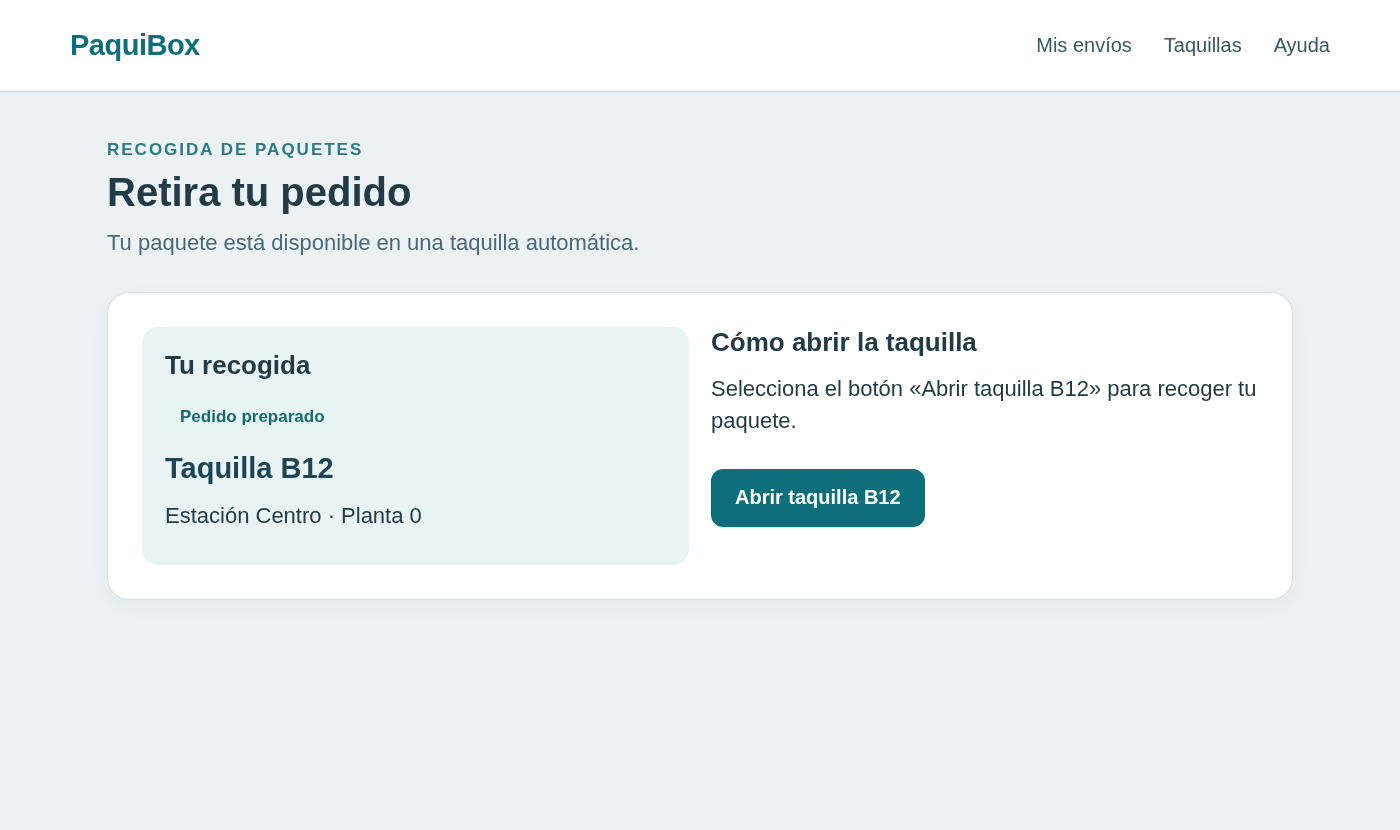 PaquiBox
Mis envíos
Taquillas
Ayuda
RECOGIDA DE PAQUETES
Retira tu pedido
Tu paquete está disponible en una taquilla automática.
Tu recogida
Pedido preparado
Taquilla B12
Estación Centro · Planta 0
Cómo abrir la taquilla
Selecciona el botón «Abrir taquilla B12» para recoger tu
paquete.
Abrir taquilla B12